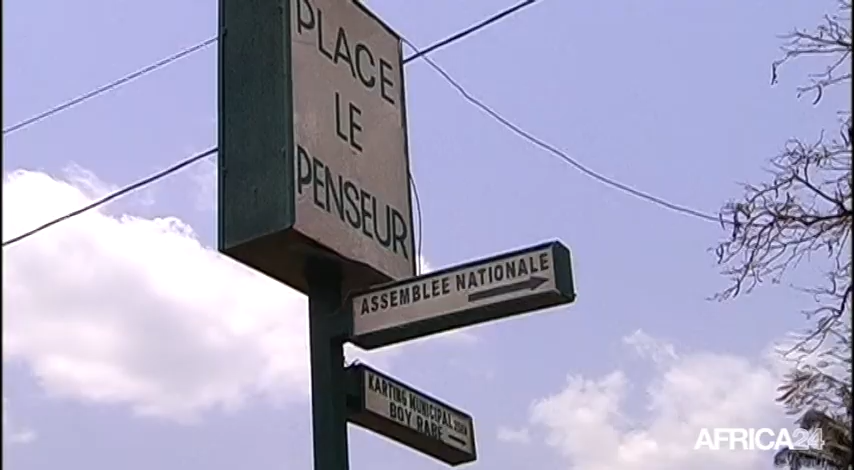 PLACE
LE
PENSEUR
ASSEMBLEE NATIONALE
KARTING MUNICIPAL
BOY RABE
AFRICA24